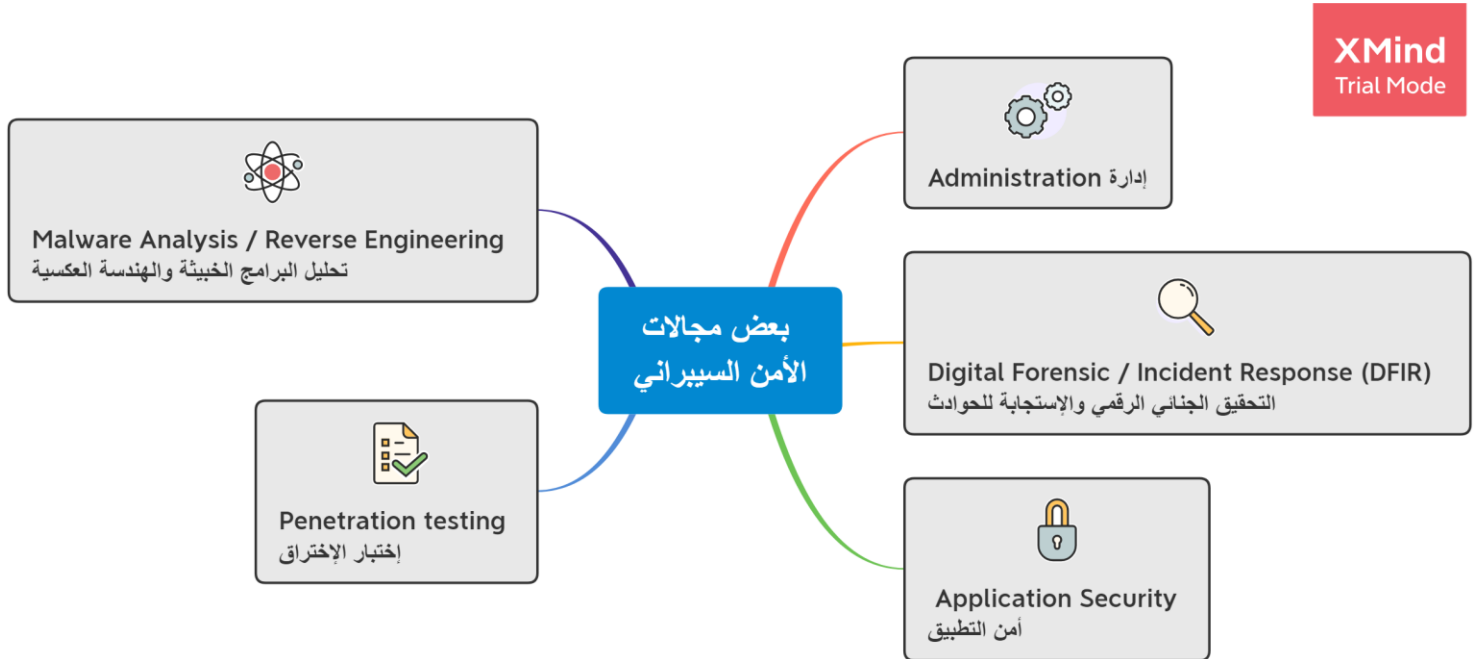 XMind
Trial Mode
بعض مجالات
الأمن السيبراني
إدارة Administration
Digital Forensic / Incident Response (DFIR)
التحقيق الجنائي الرقمي والإستجابة للحوادث
Application Security
أمن التطبيق
Malware Analysis / Reverse Engineering
تحليل البرامج الخبيثة والهندسة العكسية
Penetration testing
إختبار الإختراق